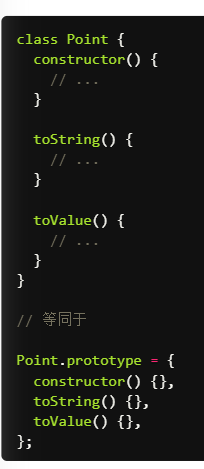 class Point {
  constructor() {
    // ...
  }

  toString() {
    // ...
  }

  toValue() {
    // ...
  }
}

// 等同于

Point.prototype = {
  constructor() {},
  toString() {},
  toValue() {},
};